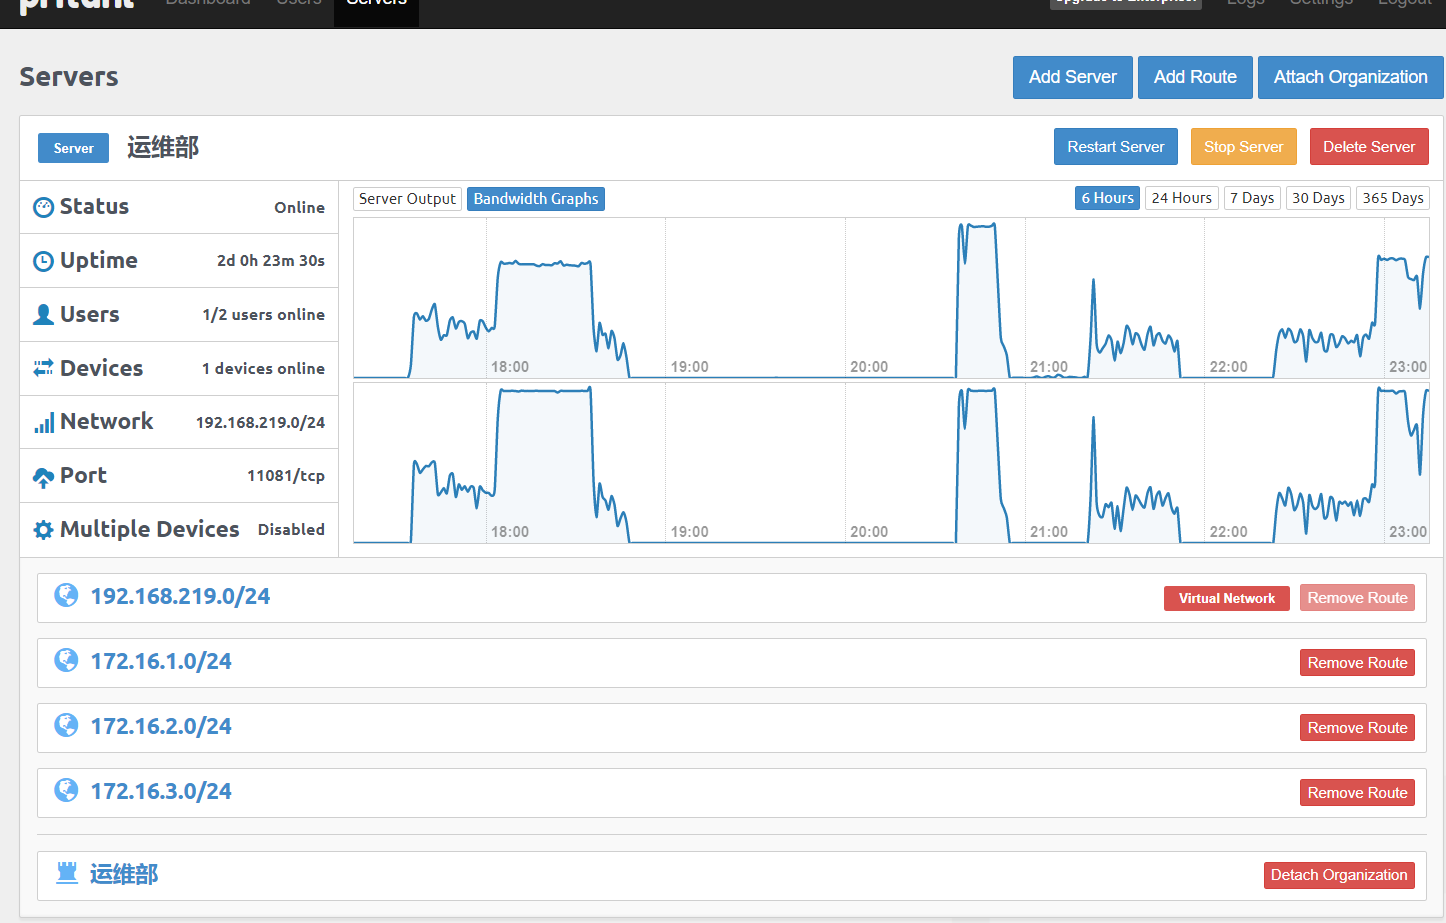 pritunl Dashboard Users Servers Upgrade to Enterprise! Logs Settings Logout
Servers Add Server Add Route Attach Organization
Server 运维部 Restart Server Stop Server Delete Server
Status Online
Uptime 2d 0h 23m 30s
Users 1/2 users online
Devices 1 devices online
Network 192.168.219.0/24
Port 11081/tcp
Multiple Devices Disabled
Server Output Bandwidth Graphs 6 Hours 24 Hours 7 Days 30 Days 365 Days
18:00 19:00 20:00 21:00 22:00 23:00
18:00 19:00 20:00 21:00 22:00 23:00
192.168.219.0/24 Virtual Network Remove Route
172.16.1.0/24 Remove Route
172.16.2.0/24 Remove Route
172.16.3.0/24 Remove Route
运维部 Detach Organization